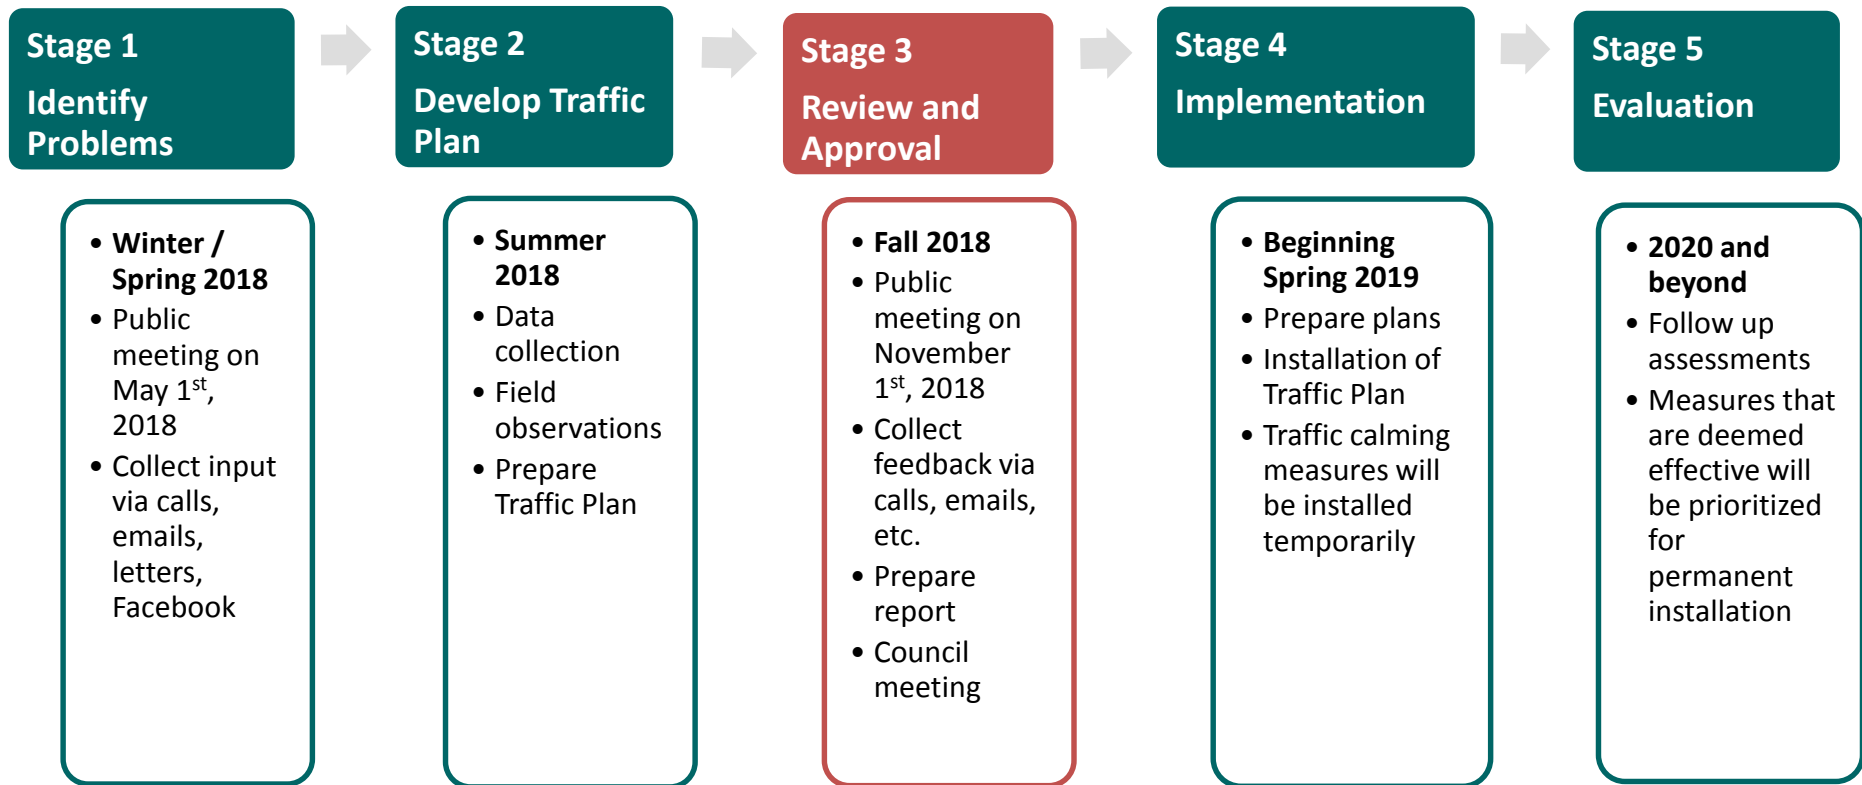 Stage 1
Identify
Problems
• Winter /
Spring 2018
• Public
meeting on
May 1st,
2018
• Collect input
via calls,
emails,
letters,
Facebook
Stage 2
Develop Traffic
Plan
• Summer
2018
• Data
collection
• Field
observations
• Prepare
Traffic Plan
Stage 3
Review and
Approval
• Fall 2018
• Public
meeting on
November
1st, 2018
• Collect
feedback via
calls, emails,
etc.
• Prepare
report
• Council
meeting
Stage 4
Implementation
• Beginning
Spring 2019
• Prepare plans
• Installation of
Traffic Plan
• Traffic calming
measures will
be installed
temporarily
Stage 5
Evaluation
• 2020 and
beyond
• Follow up
assessments
• Measures that
are deemed
effective will
be prioritized
for
permanent
installation